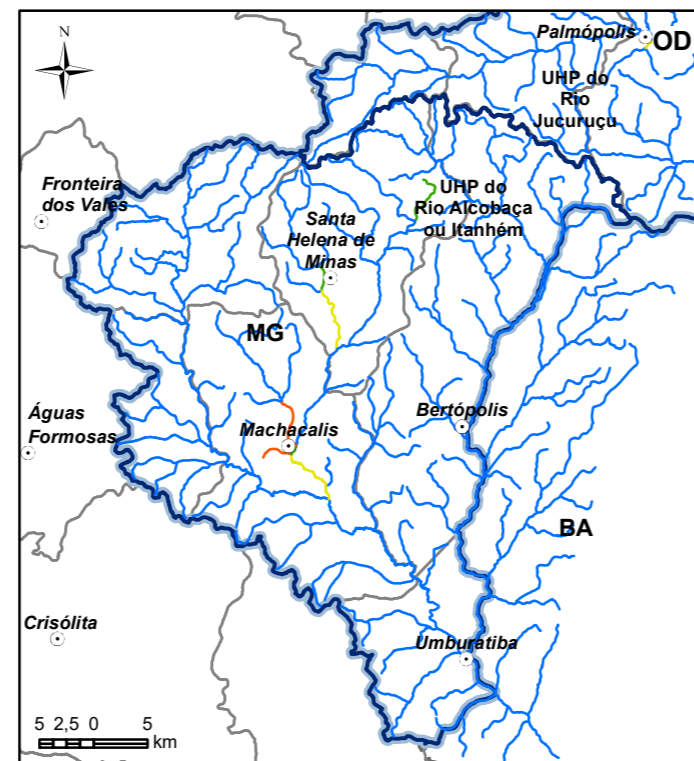 N
Palmópolis
OD
UHP do
Rio
Jucuruçu
Fronteira
dos Vales
UHP do
Rio Alcobaça
ou Itanhém
Santa
Helena de
Minas
MG
Águas
Formosas
Machacalis
Bertópolis
BA
Crisólita
Umburatiba
5 2,5 0 5
km